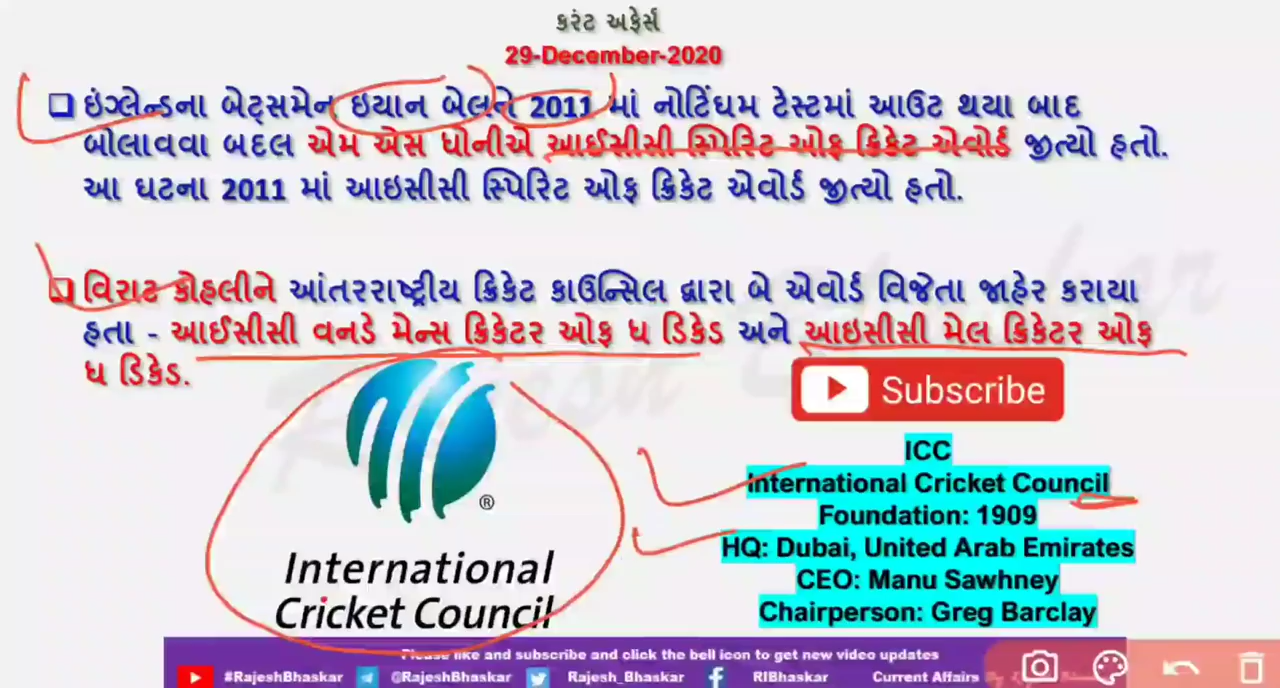 કરંટ અફેર્સ
29-December-2020
ઇંગ્લેન્ડના બેટ્સમેન ઇયાન બેલને 2011 માં નોટિંઘમ ટેસ્ટમાં આઉટ થયા બાદ
બોલાવવા બદલ એમ એસ ધોનીએ આઈસીસી સ્પિરિટ ઓફ ક્રિકેટ એવોર્ડ જીત્યો હતો.
આ ઘટના 2011 માં આઇસીસી સ્પિરિટ ઓફ ક્રિકેટ એવોર્ડ જીત્યો હતો.
વિરાટ કોહલીને આંતરરાષ્ટ્રીય ક્રિકેટ કાઉન્સિલ દ્વારા બે એવોર્ડ વિજેતા જાહેર કરાયા
હતા - આઈસીસી વનડે મેન્સ ક્રિકેટર ઓફ ધ ડિકેડ અને આઇસીસી મેલ ક્રિકેટર ઓફ
ધ ડિકેડ.
Subscribe
®
International
Cricket Council
ICC
International Cricket Council
Foundation: 1909
HQ: Dubai, United Arab Emirates
CEO: Manu Sawhney
Chairperson: Greg Barclay
Please like and subscribe and click the bell icon to get new video updates
#RajeshBhaskar @RajeshBhaskar Rajesh_Bhaskar RIBhaskar Current Affairs